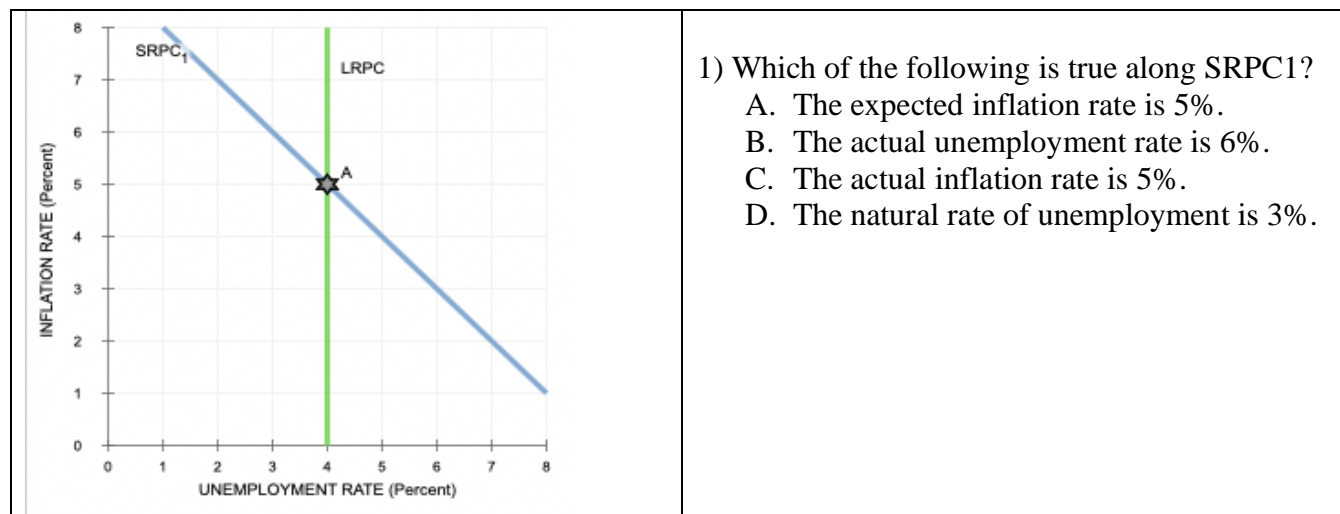 8
SRPC1
LRPC
7
6
A
5
4
3
2
1
0
0 1 2 3 4 5 6 7 8
INFLATION RATE (Percent)
UNEMPLOYMENT RATE (Percent)
1) Which of the following is true along SRPC1?
A. The expected inflation rate is 5%.
B. The actual unemployment rate is 6%.
C. The actual inflation rate is 5%.
D. The natural rate of unemployment is 3%.